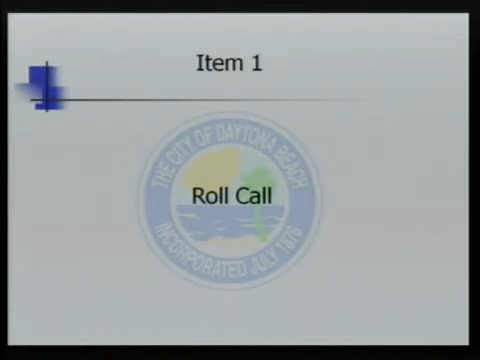 Item 1
THE CITY OF DAYTONA BEACH
Roll Call
INCORPORATED JULY 1876